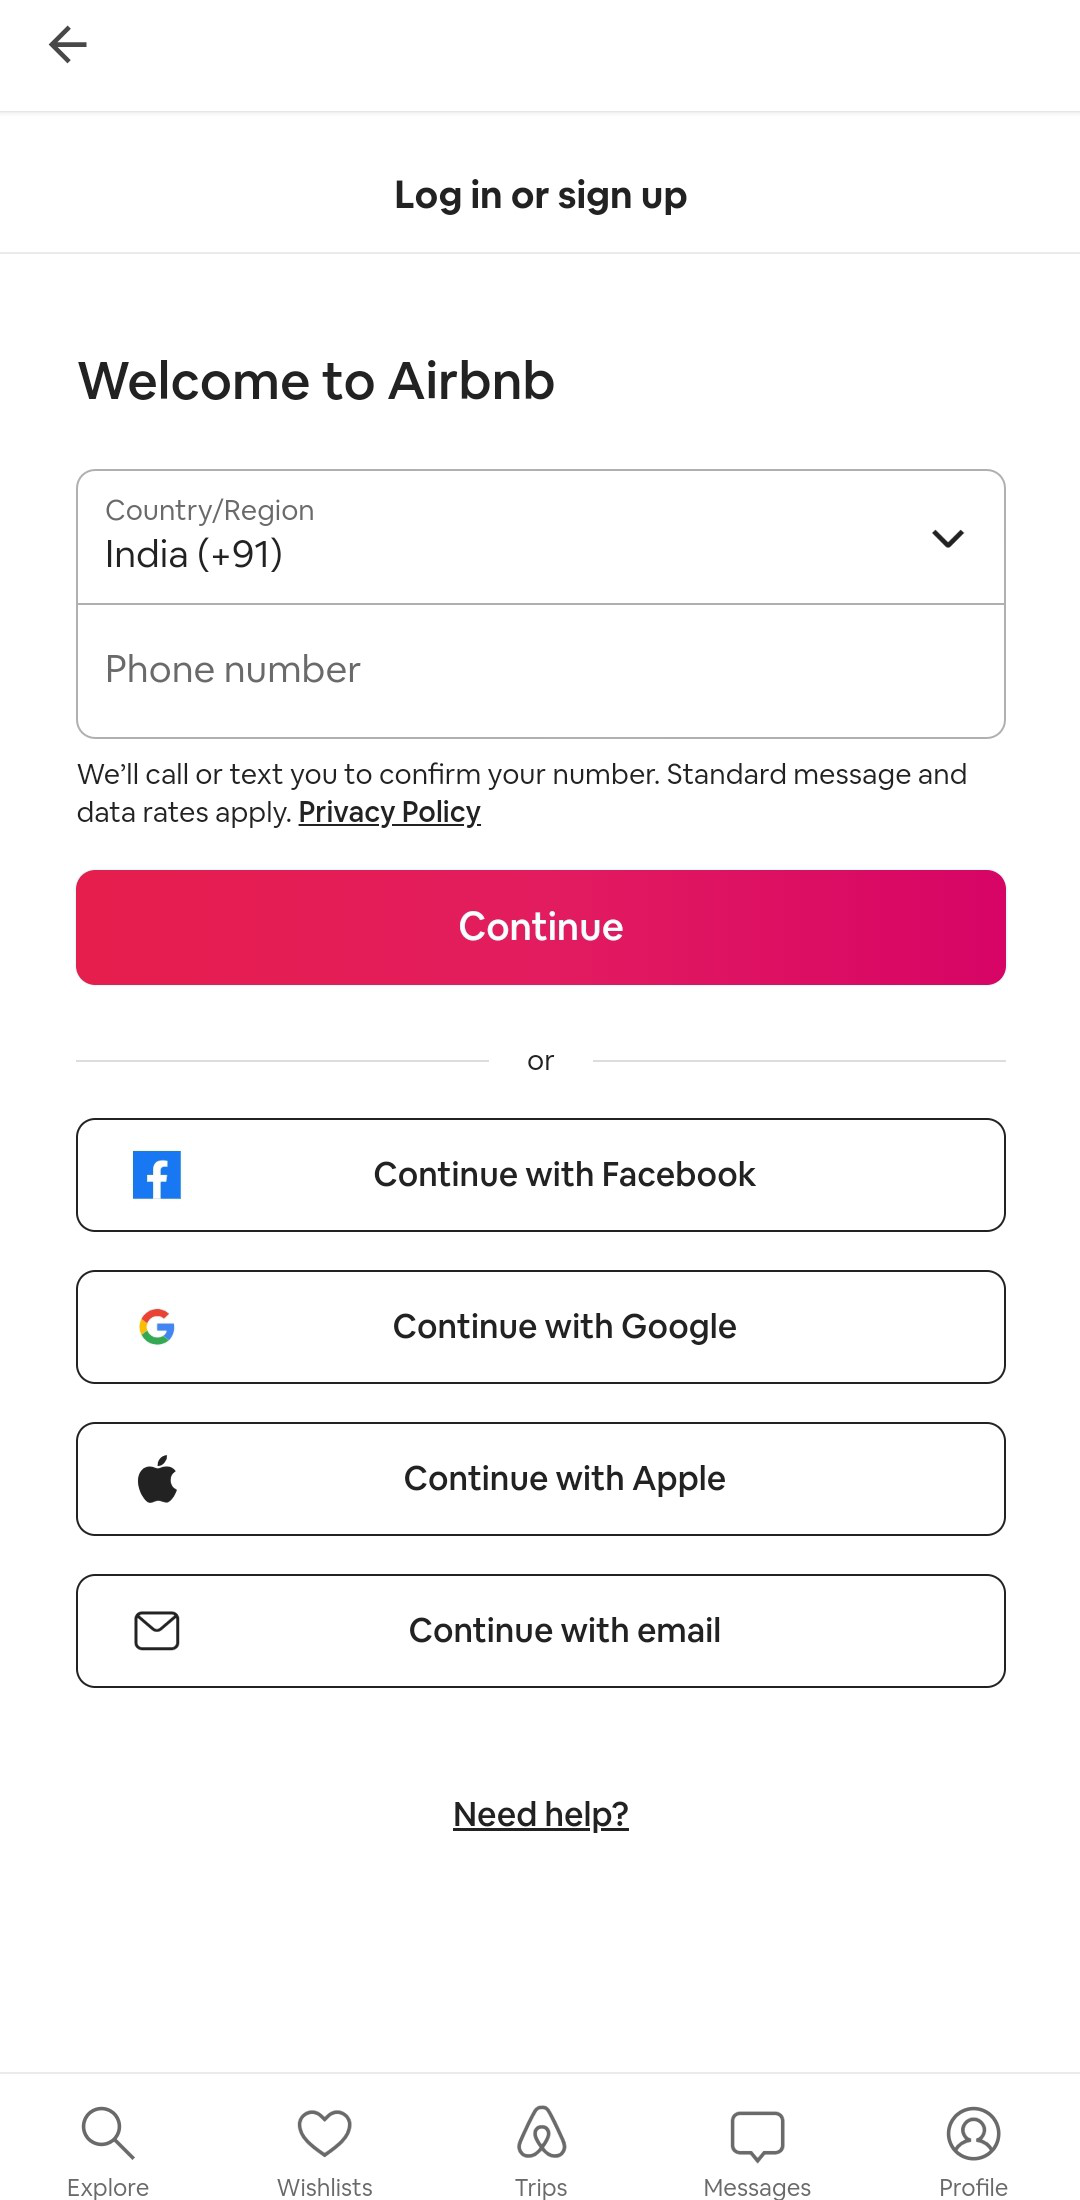 Log in or sign up
Welcome to Airbnb
Country/Region
India (+91)
Phone number
We’ll call or text you to confirm your number. Standard message and
data rates apply. Privacy Policy
Continue
or
Continue with Facebook
Continue with Google
Continue with Apple
Continue with email
Need help?
Explore
Wishlists
Trips
Messages
Profile